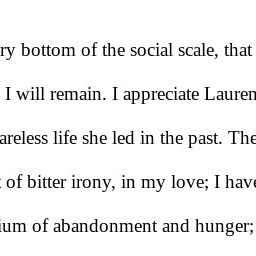 ry bottom of the social scale, that
I will remain. I appreciate Lauren
areless life she led in the past. The
of bitter irony, in my love; I have
ium of abandonment and hunger;